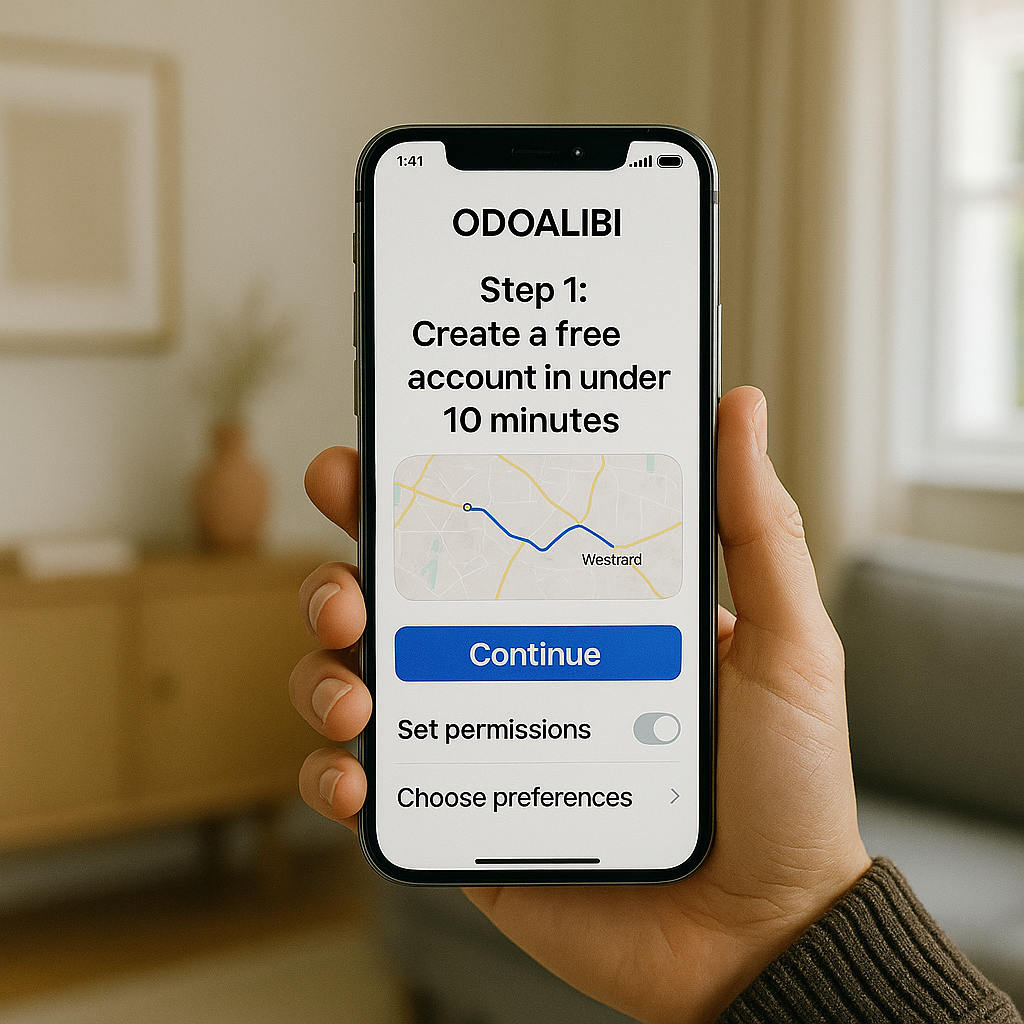 1:41
ODOALIBI
Step 1:
Create a free
account in under
10 minutes
Westrard
Continue
Set permissions
Choose preferences